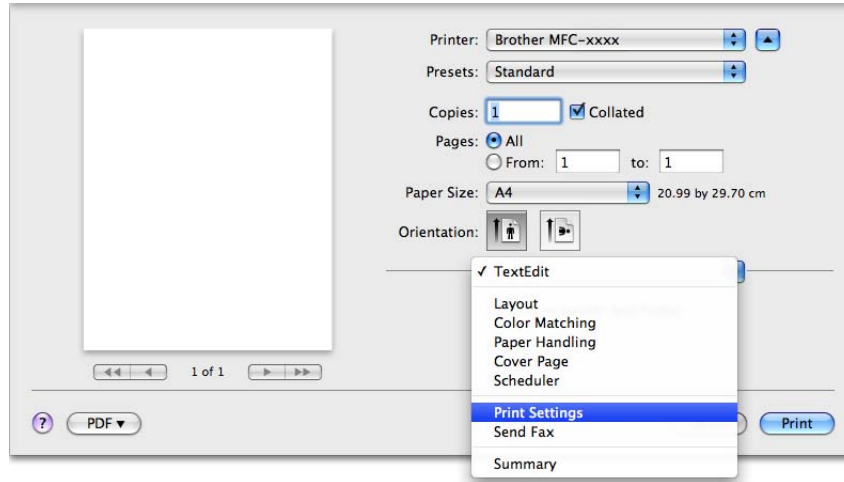 Printer: Brother MFC-xxxx
Presets: Standard
Copies: 1 Collated
Pages: All
From: 1 to: 1
Paper Size: A4 20.99 by 29.70 cm
Orientation:
✓ TextEdit
Layout
Color Matching
Paper Handling
Cover Page
Scheduler
Print Settings
Send Fax
Summary
1 of 1
? PDF ▾ Print